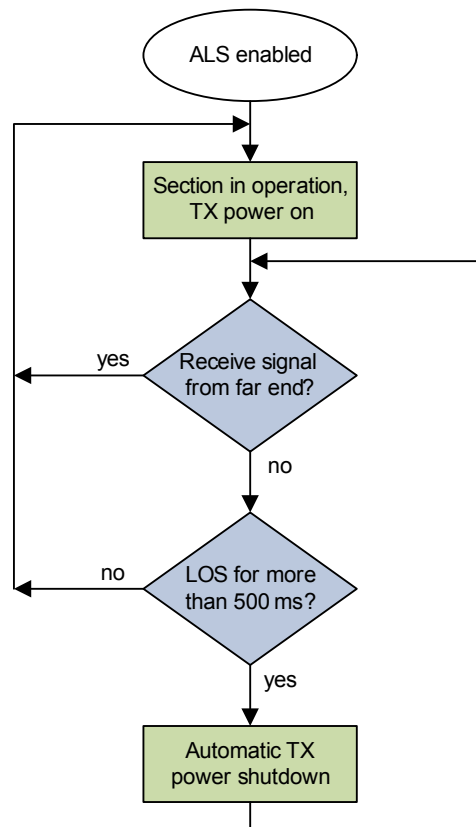 ALS enabled
Section in operation,
TX power on
yes
Receive signal
from far end?
no
no
LOS for more
than 500 ms?
yes
Automatic TX
power shutdown